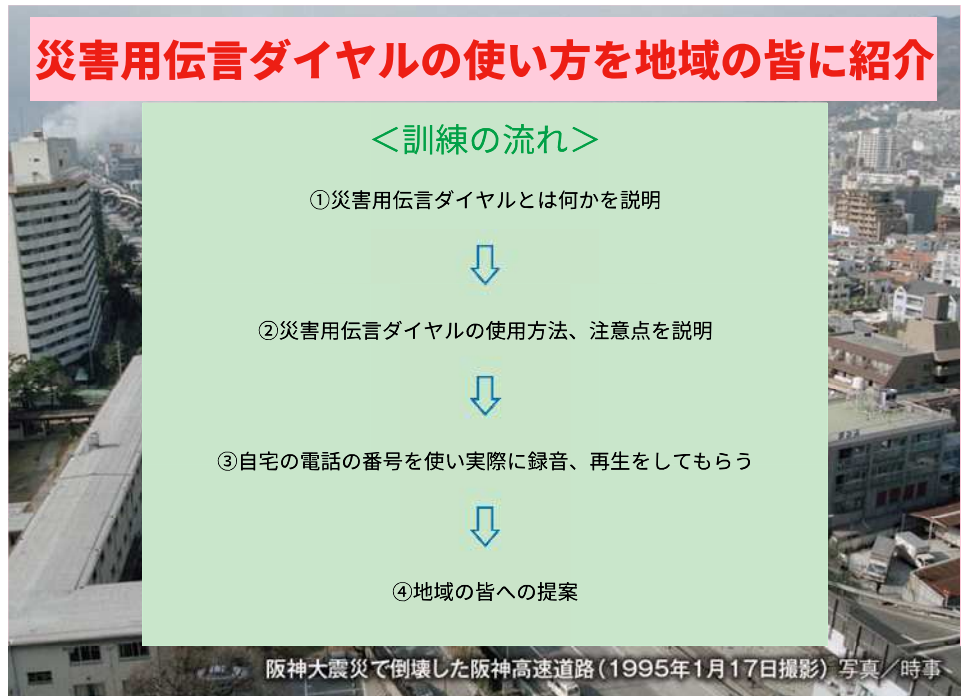 災害用伝言ダイヤルの使い方を地域の皆に紹介
＜訓練の流れ＞
①災害用伝言ダイヤルとは何かを説明
②災害用伝言ダイヤルの使用方法、注意点を説明
③自宅の電話の番号を使い実際に録音、再生をしてもらう
④地域の皆への提案
阪神大震災で倒壊した阪神高速道路（1995年1月17日撮影）写真／時事